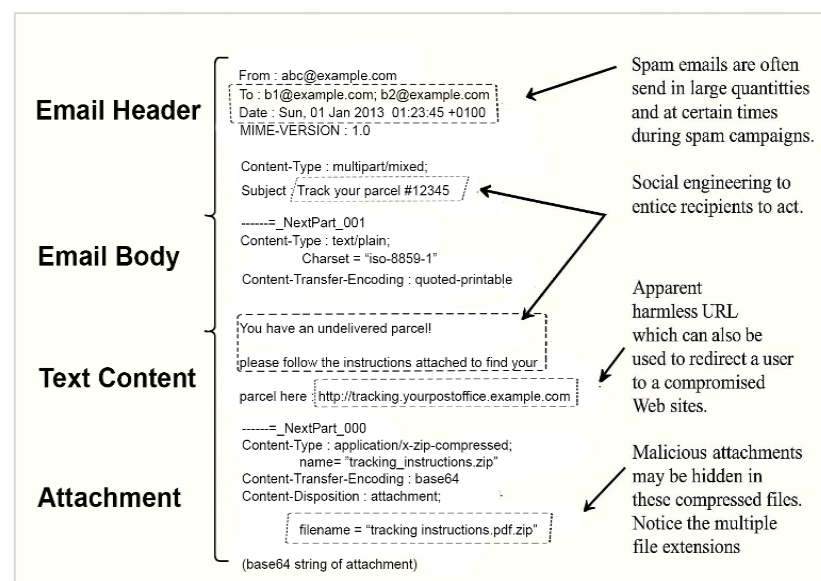 Email Header
From : abc@example.com
To : b1@example.com; b2@example.com
Date : Sun, 01 Jan 2013 01:23:45 +0100
MIME-VERSION : 1.0
Content-Type : multipart/mixed;
Subject : Track your parcel #12345
Spam emails are often
send in large quantitties
and at certain times
during spam campaigns.
Social engineering to
entice recipients to act.
Email Body
------=_NextPart_001
Content-Type : text/plain;
Charset = “iso-8859-1”
Content-Transfer-Encoding : quoted-printable
Text Content
You have an undelivered parcel!
please follow the instructions attached to find your
parcel here : http://tracking.yourpostoffice.example.com
Apparent
harmless URL
which can also be
used to redirect a user
to a compromised
Web sites.
Attachment
------=_NextPart_000
Content-Type : application/x-zip-compressed;
name= ”tracking_instructions.zip”
Content-Transfer-Encoding : base64
Content-Disposition : attachment;
filename = “tracking instructions.pdf.zip”
(base64 string of attachment)
Malicious attachments
may be hidden in
these compressed files.
Notice the multiple
file extensions